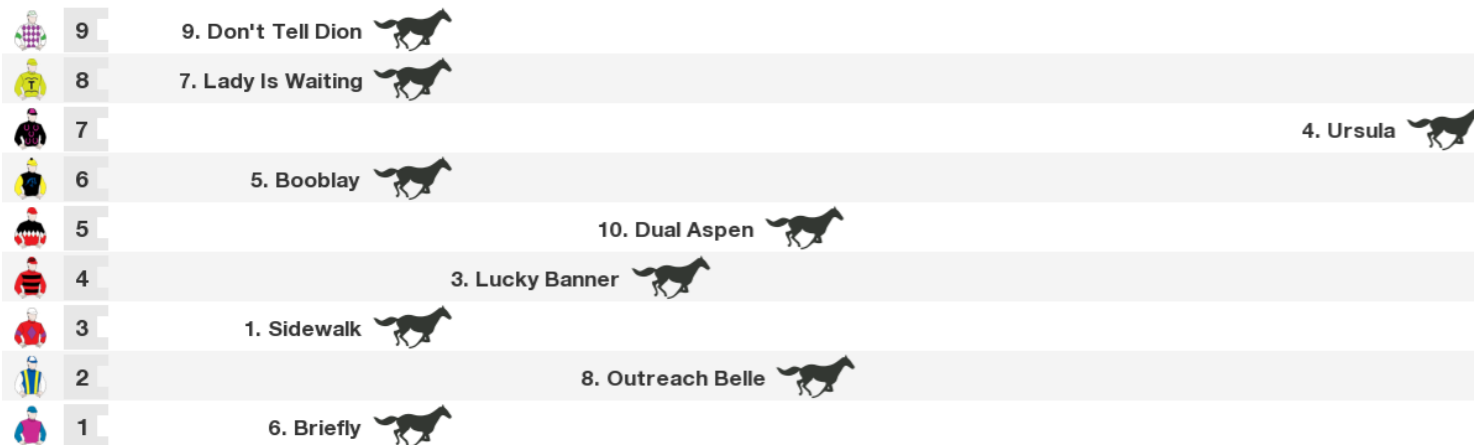 9 9. Don't Tell Dion
8 7. Lady Is Waiting
7 4. Ursula
6 5. Booblay
5 10. Dual Aspen
4 3. Lucky Banner
3 1. Sidewalk
2 8. Outreach Belle
1 6. Briefly